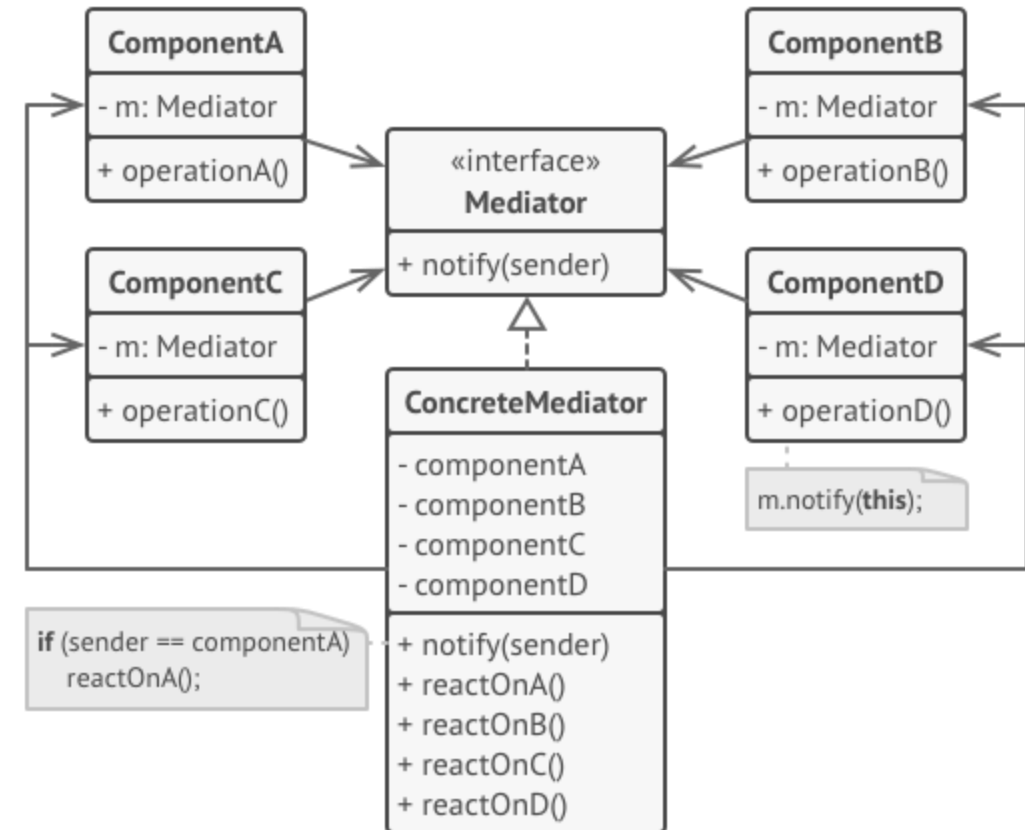 ComponentA
- m: Mediator
+ operationA()
ComponentB
- m: Mediator
+ operationB()
«interface»
Mediator
+ notify(sender)
ComponentC
- m: Mediator
+ operationC()
ComponentD
- m: Mediator
+ operationD()
m.notify(this);
ConcreteMediator
- componentA
- componentB
- componentC
- componentD
+ notify(sender)
+ reactOnA()
+ reactOnB()
+ reactOnC()
+ reactOnD()
if (sender == componentA)
reactOnA();